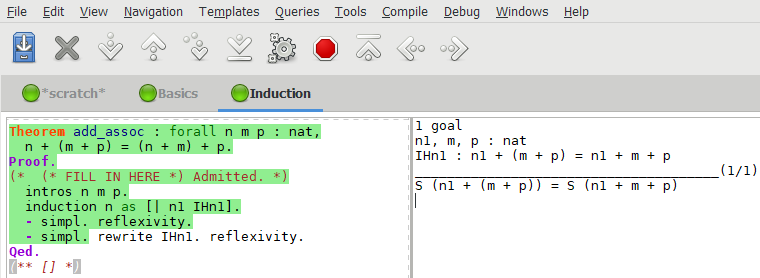 File Edit View Navigation Templates Queries Tools Compile Debug Windows Help
*scratch* Basics Induction
Theorem add_assoc : forall n m p : nat,
  n + (m + p) = (n + m) + p.
Proof.
(*  (* FILL IN HERE *) Admitted. *)
  intros n m p.
  induction n as [| n1 IHn1].
  - simpl. reflexivity.
  - simpl. rewrite IHn1. reflexivity.
Qed.
(** [] *)
1 goal
n1, m, p : nat
IHn1 : n1 + (m + p) = n1 + m + p
______________________________________(1/1)
S (n1 + (m + p)) = S (n1 + m + p)